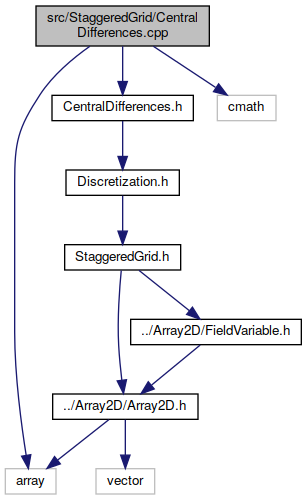 src/StaggeredGrid/Central
Differences.cpp
CentralDifferences.h
cmath
Discretization.h
StaggeredGrid.h
../Array2D/FieldVariable.h
../Array2D/Array2D.h
array
vector